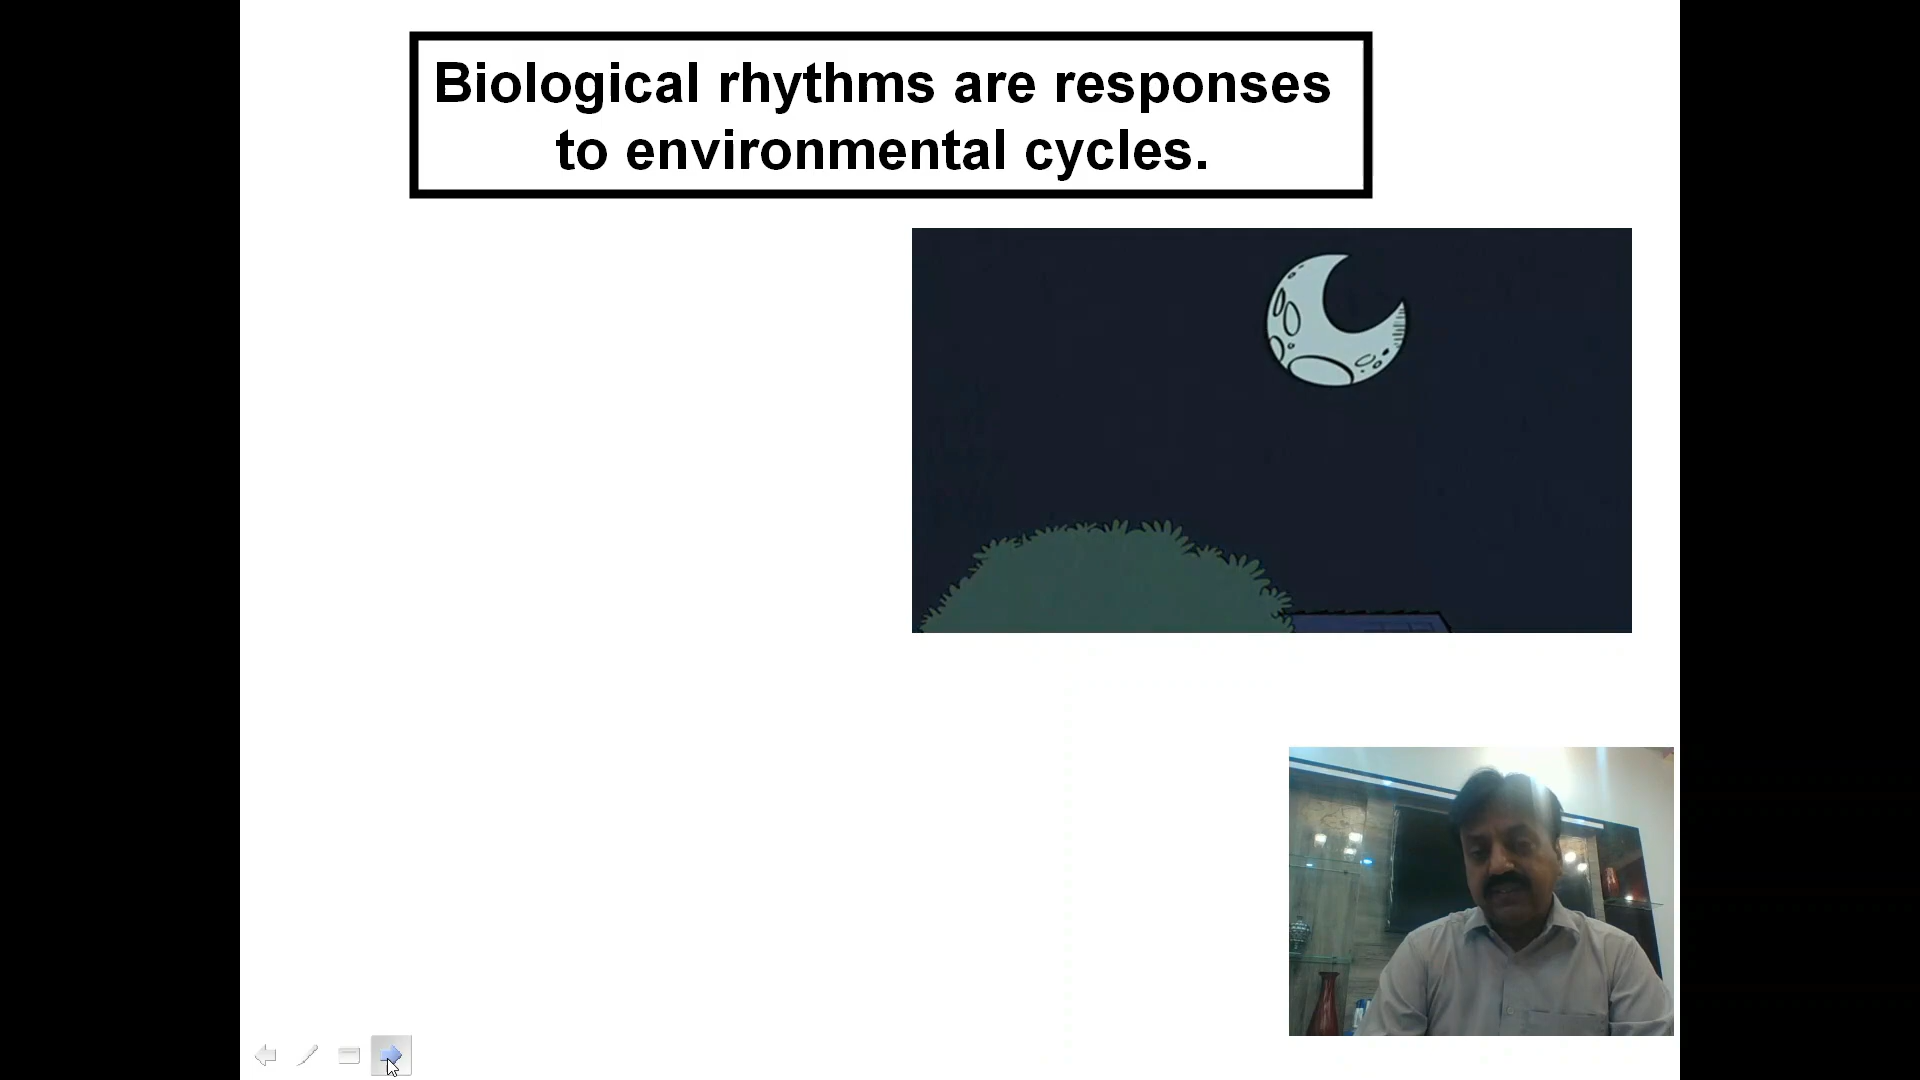 Biological rhythms are responses
to environmental cycles.